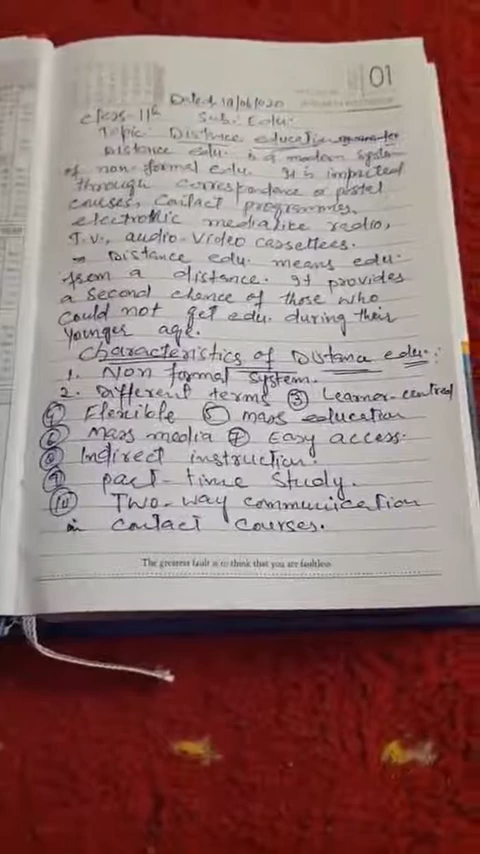 01
Dated 18/06/020
Class-11th Sub: Edu:
Topic: Distance education
Distance edu. is a modern system
of non-formal edu. It is imparted
through correspondence or postal
courses, Contact programmes,
electronic media like radio,
T.V., audio-video cassettees.
→ Distance edu. means edu.
from a distance. It provides
a second chance of those who
could not get edu. during their
younger age.
Characteristics of Distance edu.:
1. Non formal system.
2. Different terms ③ Learner-centred
④ Flexible ⑤ mass education
⑥ Mass media ⑦ Easy access.
⑧ Indirect instruction.
⑨ part-time study.
⑩ Two-way communication
in contact courses.
The greatest fault is to think that you are faultless.